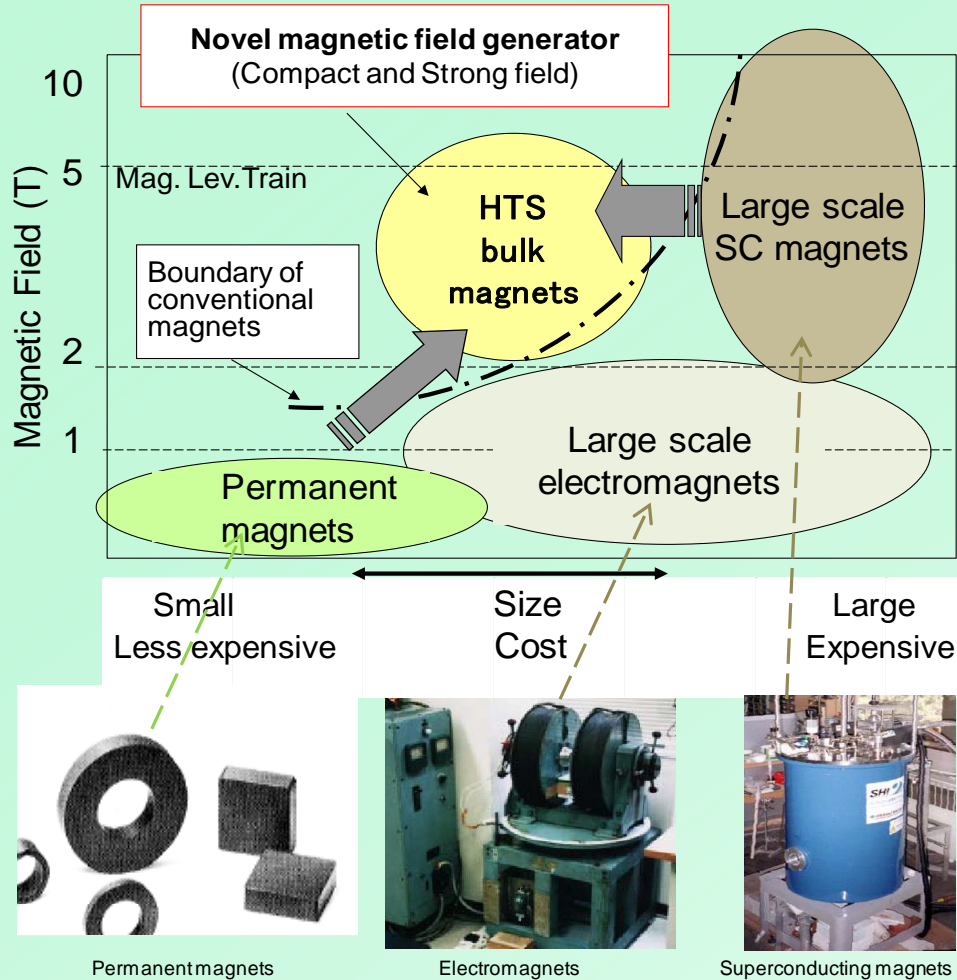 Novel magnetic field generator
(Compact and Strong field)
Magnetic Field (T)
10
5
2
1
Mag. Lev.Train
HTS
bulk
magnets
Large scale
SC magnets
Boundary of
conventional
magnets
Large scale
electromagnets
Permanent
magnets
Small
Less expensive
Size
Cost
Large
Expensive
SHI
Permanent magnets
Electromagnets
Superconducting magnets